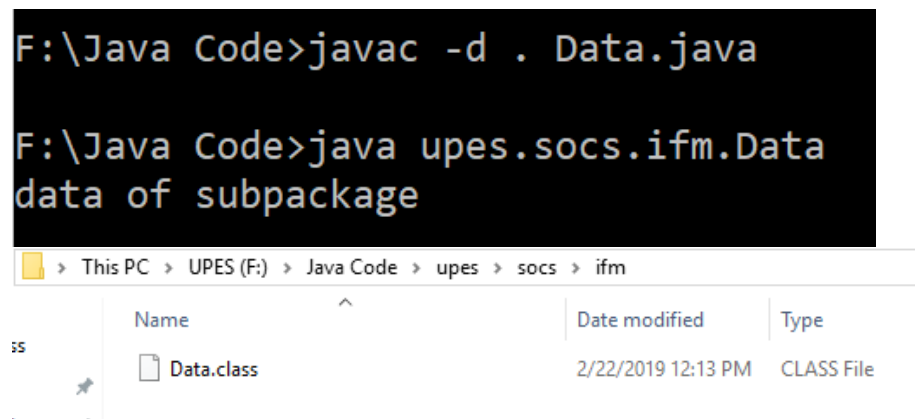 F:\Java Code>javac -d . Data.java
F:\Java Code>java upes.socs.ifm.Data
data of subpackage
This PC > UPES (F:) > Java Code > upes > socs > ifm
Name Date modified Type
ss
Data.class 2/22/2019 12:13 PM CLASS File